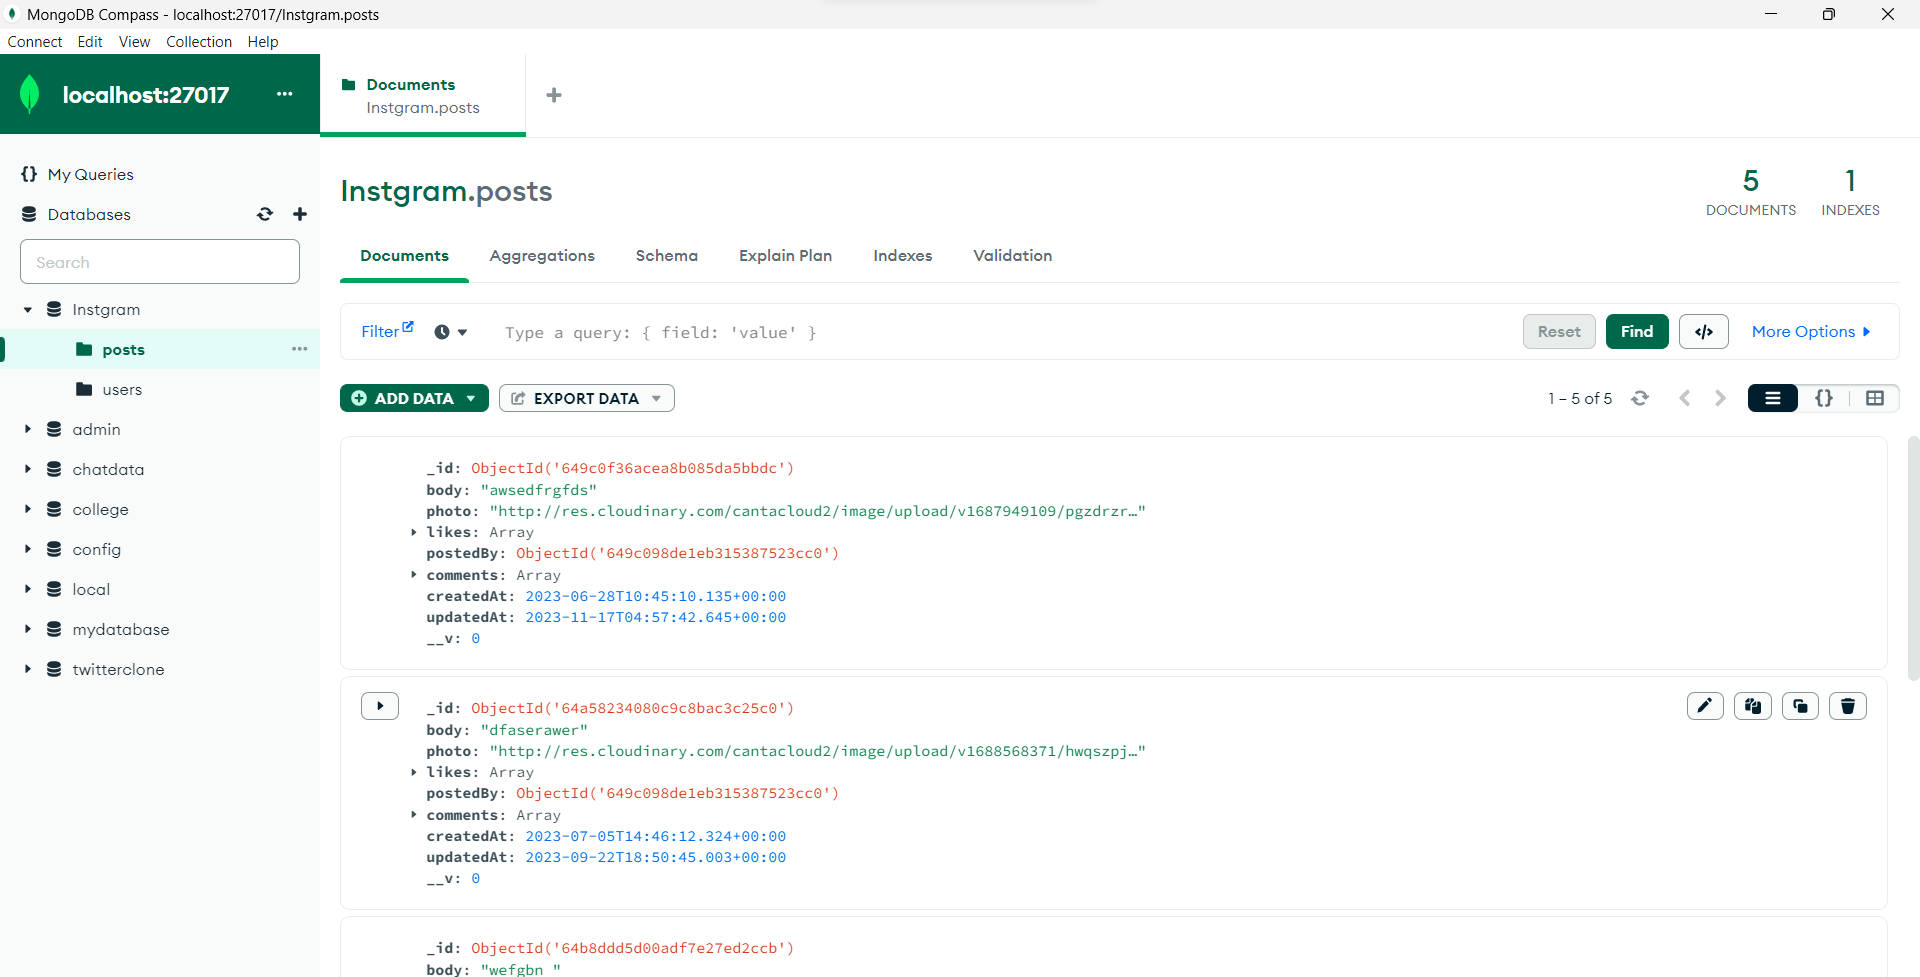 MongoDB Compass - localhost:27017/Instgram.posts
Connect Edit View Collection Help
localhost:27017
My Queries
Databases
Search
Instgram
posts
users
admin
chatdata
college
config
local
mydatabase
twitterclone
Documents
Instgram.posts
Instgram.posts
5
DOCUMENTS
1
INDEXES
Documents Aggregations Schema Explain Plan Indexes Validation
Filter Type a query: { field: 'value' } Reset Find </> More Options
ADD DATA EXPORT DATA 1 – 5 of 5 {}
_id: ObjectId('649c0f36acea8b085da5bbdc')
body: "awsedfrgfds"
photo: "http://res.cloudinary.com/cantacloud2/image/upload/v1687949109/pgzdrzr…"
likes: Array
postedBy: ObjectId('649c098de1eb315387523cc0')
comments: Array
createdAt: 2023-06-28T10:45:10.135+00:00
updatedAt: 2023-11-17T04:57:42.645+00:00
__v: 0
_id: ObjectId('64a58234080c9c8bac3c25c0')
body: "dfaserawer"
photo: "http://res.cloudinary.com/cantacloud2/image/upload/v1688568371/hwqszpj…"
likes: Array
postedBy: ObjectId('649c098de1eb315387523cc0')
comments: Array
createdAt: 2023-07-05T14:46:12.324+00:00
updatedAt: 2023-09-22T18:50:45.003+00:00
__v: 0
_id: ObjectId('64b8ddd5d00adf7e27ed2ccb')
body: "wefgbn "